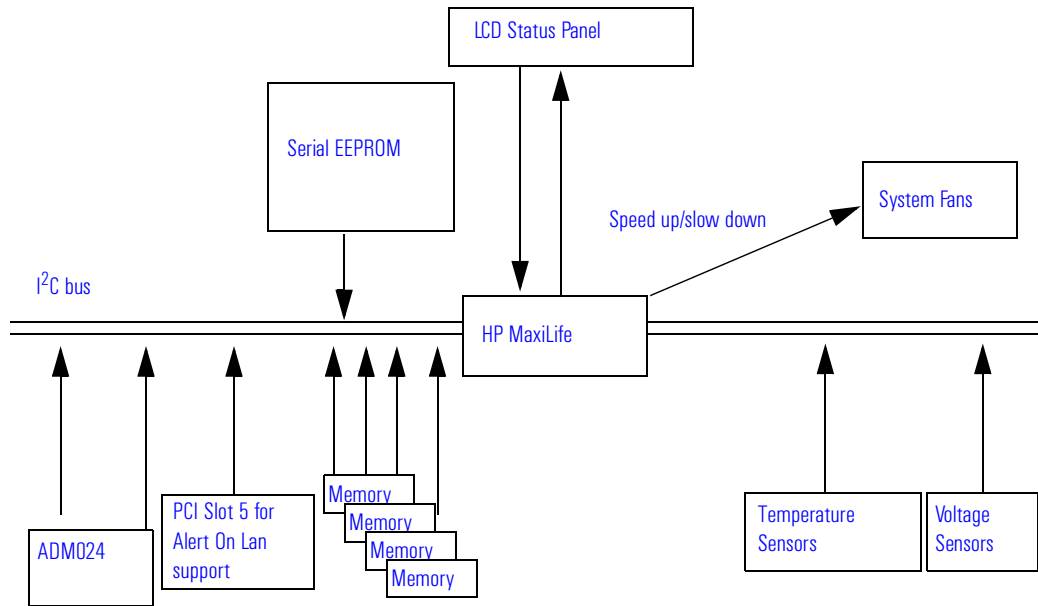 LCD Status Panel
Serial EEPROM
System Fans
Speed up/slow down
I²C bus
HP MaxiLife
Memory
Memory
Memory
Memory
PCI Slot 5 for
Alert On Lan
support
ADM024
Temperature
Sensors
Voltage
Sensors